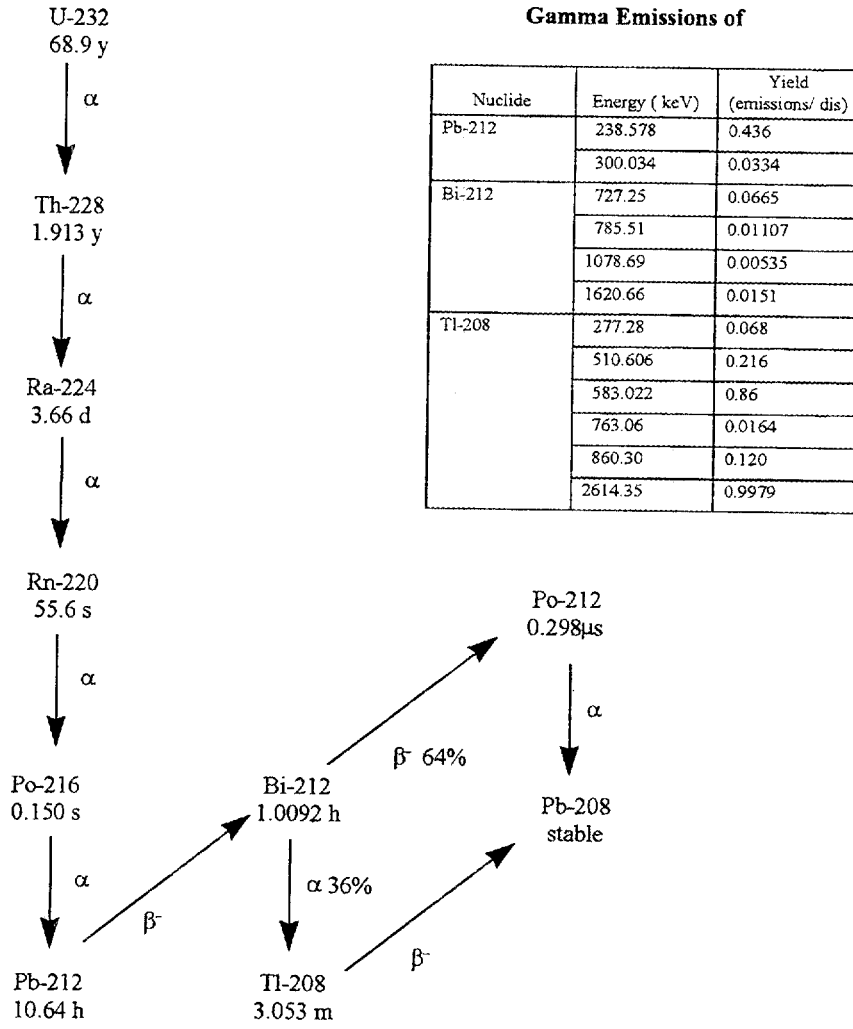 U-232
68.9 y
α
Th-228
1.913 y
α
Ra-224
3.66 d
α
Rn-220
55.6 s
α
Po-216
0.150 s
α
Pb-212
10.64 h
β-
Bi-212
1.0092 h
α 36%
Tl-208
3.053 m
β- 64%
Po-212
0.298µs
α
β-
Pb-208
stable
Gamma Emissions of
Nuclide Energy ( keV) Yield (emissions/ dis)
Pb-212 238.578 0.436
300.034 0.0334
Bi-212 727.25 0.0665
785.51 0.01107
1078.69 0.00535
1620.66 0.0151
Tl-208 277.28 0.068
510.606 0.216
583.022 0.86
763.06 0.0164
860.30 0.120
2614.35 0.9979